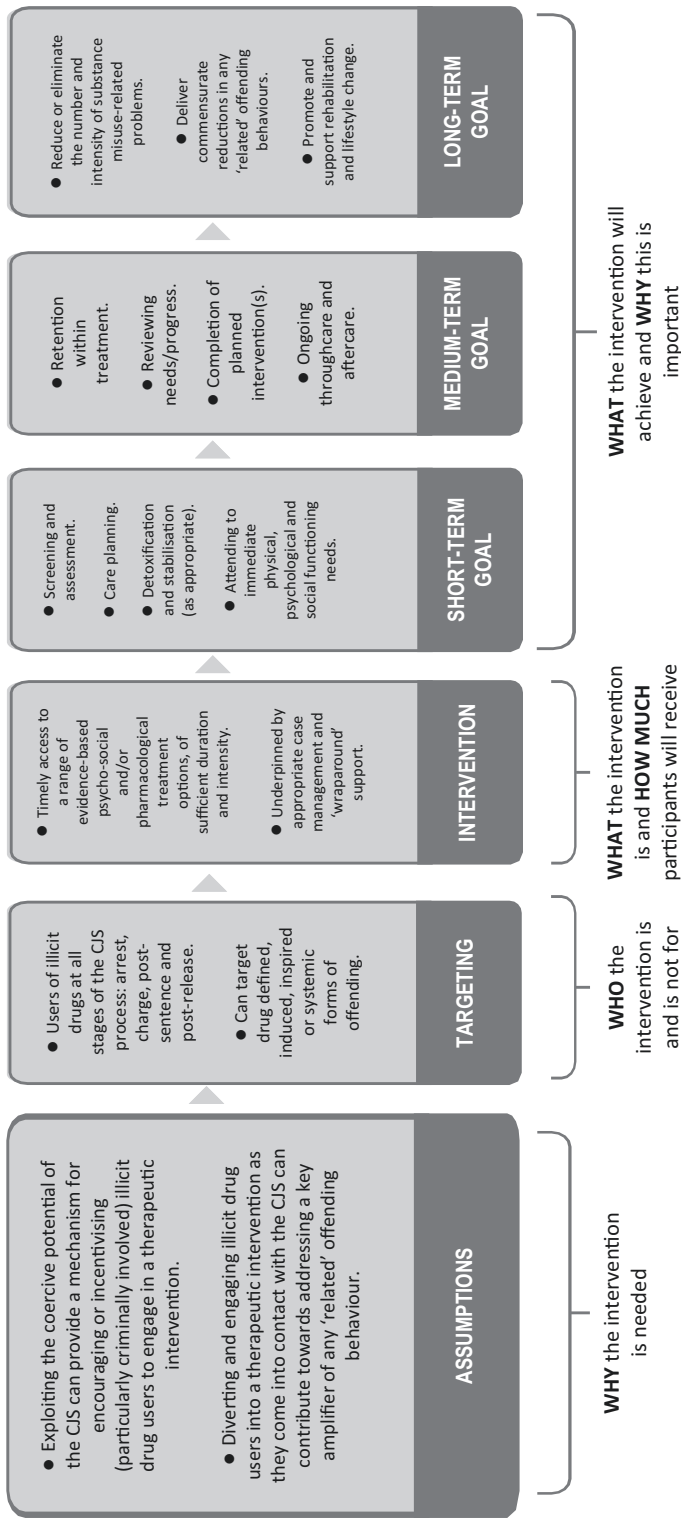 ● Exploiting the coercive potential of
the CJS can provide a mechanism for
encouraging or incentivising
(particularly criminally involved) illicit
drug users to engage in a therapeutic
intervention.
● Diverting and engaging illicit drug
users into a therapeutic intervention as
they come into contact with the CJS can
contribute towards addressing a key
amplifier of any ‘related’ offending
behaviour.
ASSUMPTIONS
WHY the intervention
is needed
● Users of illicit
drugs at all
stages of the CJS
process: arrest,
charge, post-
sentence and
post-release.
● Can target
drug defined,
induced, inspired
or systemic
forms of
offending.
TARGETING
WHO the
intervention is
and is not for
● Timely access to
a range of
evidence-based
psycho-social
and/or
pharmacological
treatment
options, of
sufficient duration
and intensity.
● Underpinned by
appropriate case
management and
‘wraparound’
support.
INTERVENTION
WHAT the intervention
is and HOW MUCH
participants will receive
● Screening and
assessment.
● Care planning.
● Detoxification
and stabilisation
(as appropriate).
● Attending to
immediate
physical,
psychological and
social functioning
needs.
SHORT-TERM
GOAL
● Retention
within
treatment.
● Reviewing
needs/progress.
● Completion of
planned
intervention(s).
● Ongoing
throughcare and
aftercare.
MEDIUM-TERM
GOAL
● Reduce or eliminate
the number and
intensity of substance
misuse-related
problems.
● Deliver
commensurate
reductions in any
‘related’ offending
behaviours.
● Promote and
support rehabilitation
and lifestyle change.
LONG-TERM
GOAL
WHAT the intervention will
achieve and WHY this is
important